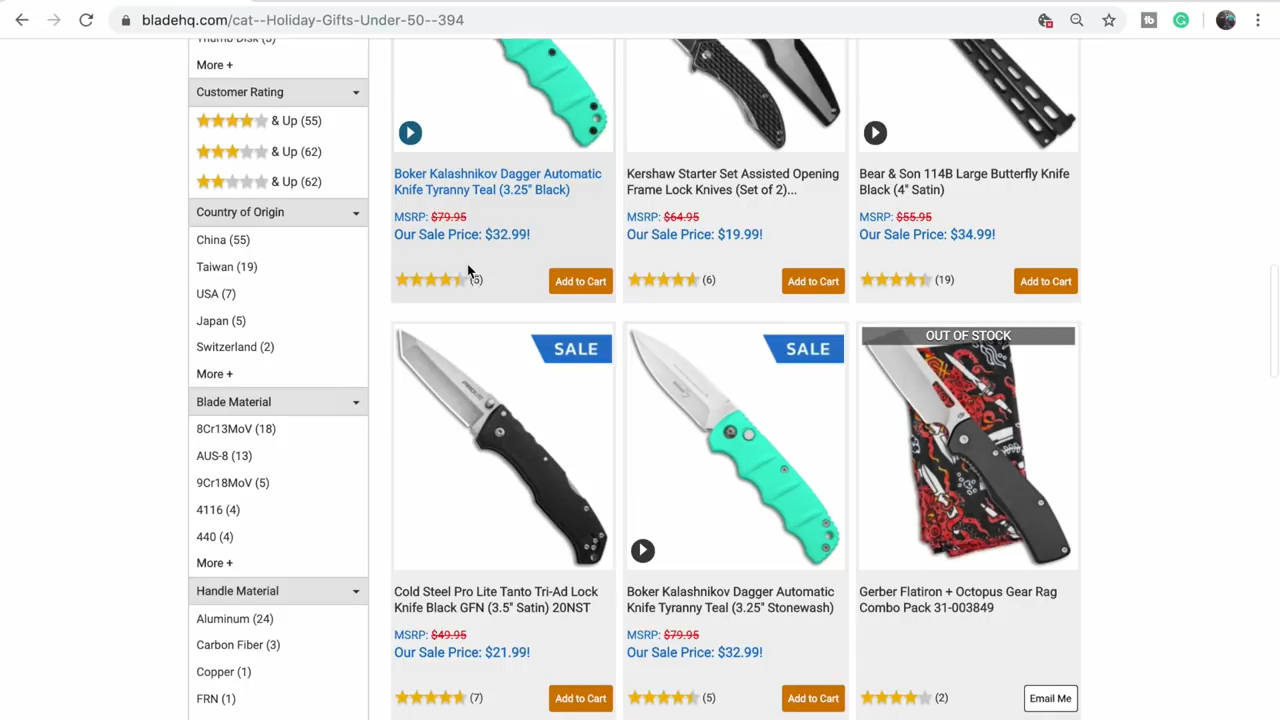 bladehq.com/cat--Holiday-Gifts-Under-50--394
Thumb Disk (3)
More +
Customer Rating
& Up (55)
& Up (62)
& Up (62)
Country of Origin
China (55)
Taiwan (19)
USA (7)
Japan (5)
Switzerland (2)
More +
Blade Material
8Cr13MoV (18)
AUS-8 (13)
9Cr18MoV (5)
4116 (4)
440 (4)
More +
Handle Material
Aluminum (24)
Carbon Fiber (3)
Copper (1)
FRN (1)
Boker Kalashnikov Dagger Automatic
Knife Tyranny Teal (3.25" Black)
MSRP: $79.95
Our Sale Price: $32.99!
(5)
Add to Cart
Kershaw Starter Set Assisted Opening
Frame Lock Knives (Set of 2)...
MSRP: $64.95
Our Sale Price: $19.99!
(6)
Add to Cart
Bear & Son 114B Large Butterfly Knife
Black (4" Satin)
MSRP: $55.95
Our Sale Price: $34.99!
(19)
Add to Cart
SALE
Cold Steel Pro Lite Tanto Tri-Ad Lock
Knife Black GFN (3.5" Satin) 20NST
MSRP: $49.95
Our Sale Price: $21.99!
(7)
Add to Cart
SALE
Boker Kalashnikov Dagger Automatic
Knife Tyranny Teal (3.25" Stonewash)
MSRP: $79.95
Our Sale Price: $32.99!
(5)
Add to Cart
OUT OF STOCK
Gerber Flatiron + Octopus Gear Rag
Combo Pack 31-003849
(2)
Email Me